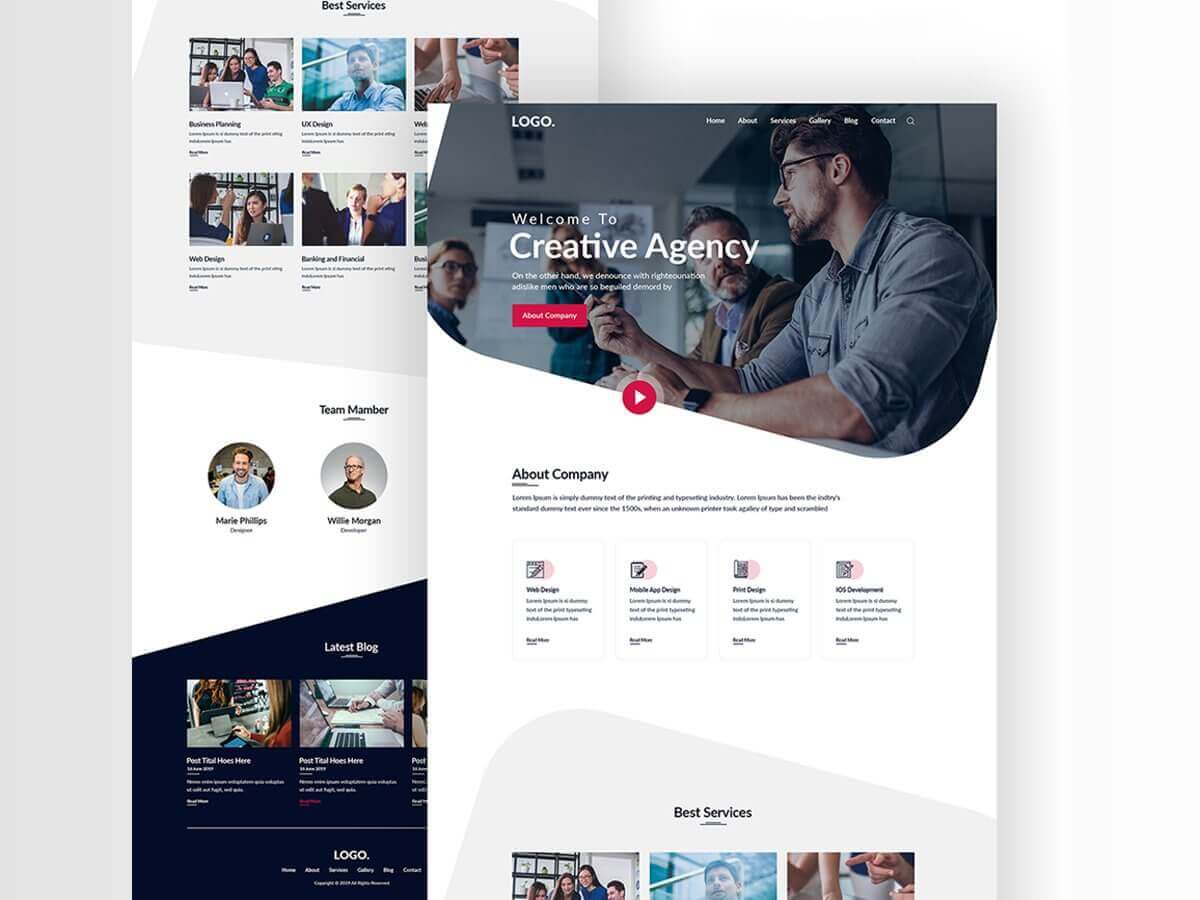 Best Services
Business Planning
Lorem Ipsum is si dummy text of the print eting
induLorem Ipsum has
Read More
UX Design
Lorem Ipsum is si dummy text of the print eting
induLorem Ipsum has
Read More
Web Design
Lorem Ipsum is si dummy text of the print eting
induLorem Ipsum has
Read More
Banking and Financial
Lorem Ipsum is si dummy text of the print eting
induLorem Ipsum has
Read More
Team Mamber
Marie Phillips
Designer
Willie Morgan
Developer
Latest Blog
Post Tital Hoes Here
16 June 2019
Nemo enim ipsam voluptatem quia voluptas
ut odit aut fugit, sed quia.
Read More
Post Tital Hoes Here
16 June 2019
Nemo enim ipsam voluptatem quia voluptas
ut odit aut fugit, sed quia.
Read More
Post
LOGO.
Home About Services Gallery Blog Contact
Copyright © 2019 All Rights Reserved
LOGO.
Home About Services Gallery Blog Contact
Welcome To
Creative Agency
On the other hand, we denounce with righteounation
adislike men who are so beguiled demord by
About Company
About Company
Lorem Ipsum is simply dummy text of the printing and typeseting industry. Lorem Ipsum has been the indtry's
standard dummy text ever since the 1500s, when an unknown printer took agalley of type and scrambled
Web Design
Lorem Ipsum is si dummy
text of the print typeseting
induLorem Ipsum has
Read More
Mobile App Design
Lorem Ipsum is si dummy
text of the print typeseting
induLorem Ipsum has
Read More
Print Design
Lorem Ipsum is si dummy
text of the print typeseting
induLorem Ipsum has
Read More
IOS Development
Lorem Ipsum is si dummy
text of the print typeseting
induLorem Ipsum has
Read More
Best Services